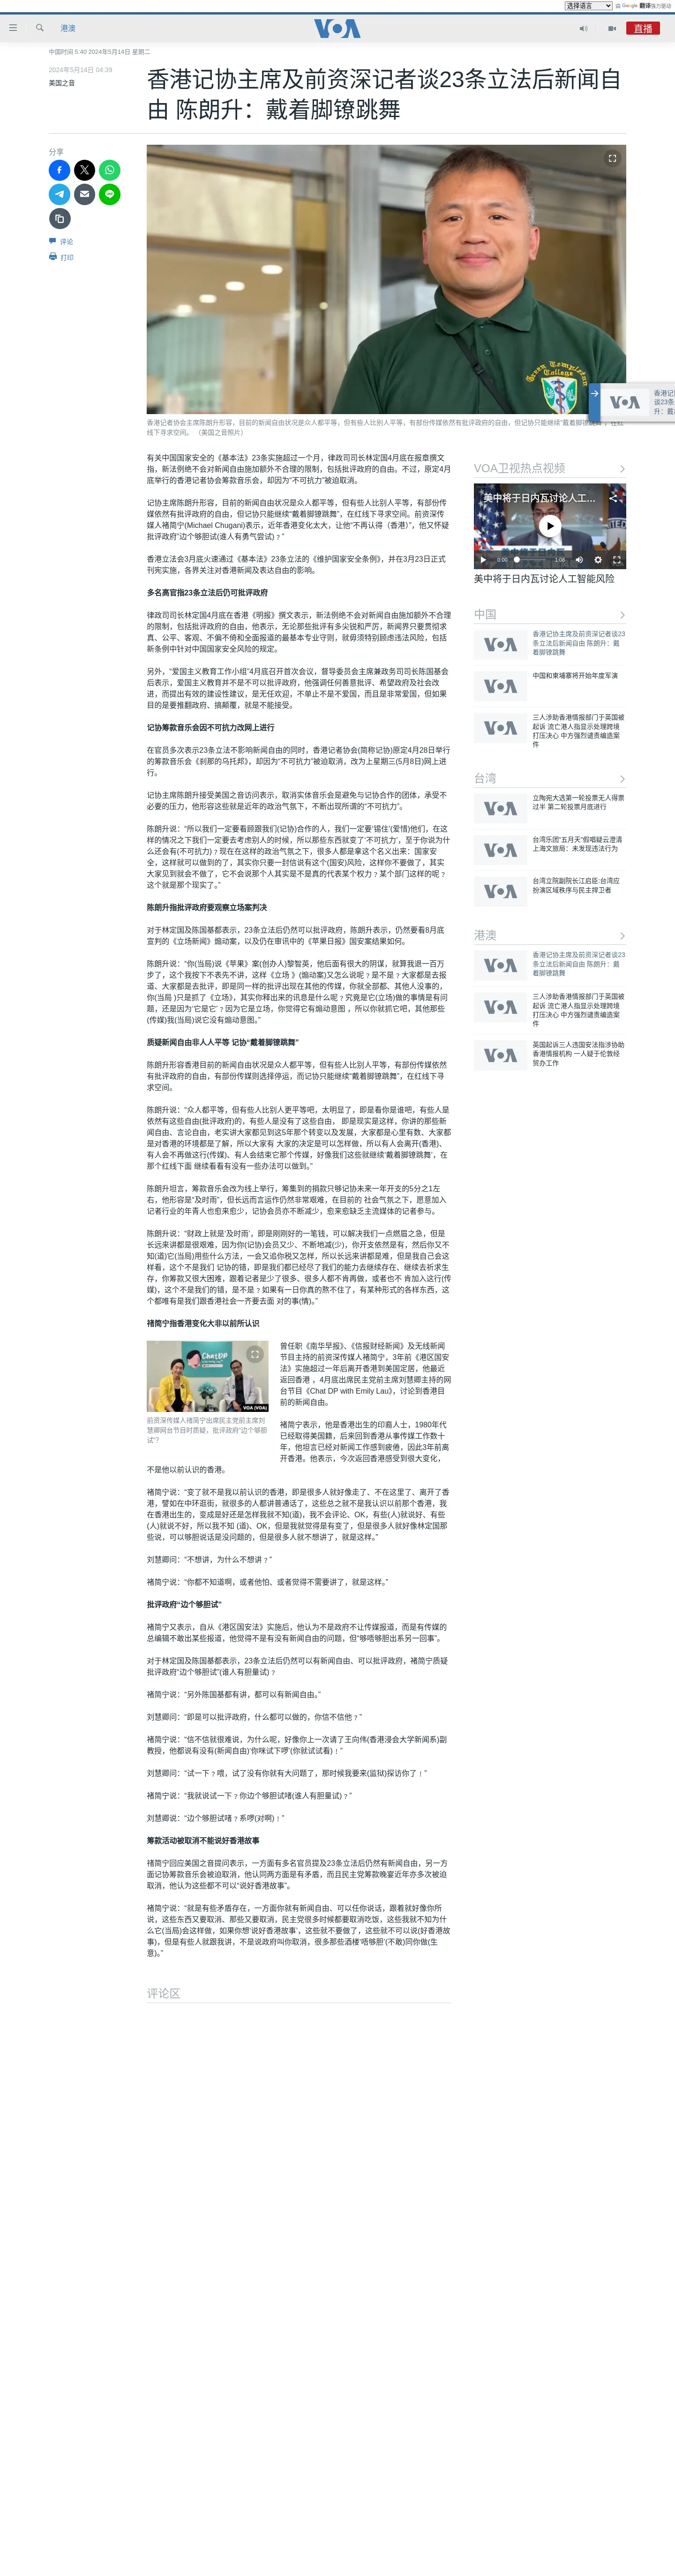 选择语言
由 Google 翻译强力驱动
港澳
VOA
直播
中国时间 5:40 2024年5月14日 星期二
2024年5月14日 04:39
美国之音
香港记协主席及前资深记者谈23条立法后新闻自
由 陈朗升：戴着脚镣跳舞
分享
评论
打印
Green Templeton College
香港记者协会主席陈朗升形容，目前的新闻自由状况是众人都平等，但有些人比别人平等，有部份传媒依然有批评政府的自由，但记协只能继续“戴着脚镣跳舞”，在红
线下寻求空间。 （美国之音照片）
有关中国国家安全的《基本法》23条实施超过一个月，律政司司长林定国4月底在报章撰文
指，新法例绝不会对新闻自由施加额外不合理的限制，包括批评政府的自由。不过，原定4月
底举行的香港记者协会筹款音乐会，却因为“不可抗力”被迫取消。
记协主席陈朗升形容，目前的新闻自由状况是众人都平等，但有些人比别人平等，有部份传
媒依然有批评政府的自由，但记协只能继续“戴着脚镣跳舞”，在红线下寻求空间。前资深传
媒人褚简宁(Michael Chugani)表示，近年香港变化太大，让他“不再认得（香港）”，他又怀疑
批评政府“边个够胆试(谁人有勇气尝试)﹖”
香港立法会3月底火速通过《基本法》23条立法的《维护国家安全条例》，并在3月23日正式
刊宪实施，各界关注对香港新闻及表达自由的影响。
多名高官指23条立法后仍可批评政府
律政司司长林定国4月底在香港《明报》撰文表示，新法例绝不会对新闻自由施加额外不合理
的限制，包括批评政府的自由，他表示，无论那些批评有多尖锐和严厉，新闻界只要贯彻求
真、公平、客观、不偏不倚和全面报道的最基本专业守则，就毋须特别顾虑违法风险，包括
新条例中针对中国国家安全风险的规定。
另外，“爱国主义教育工作小组”4月底召开首次会议，督导委员会主席兼政务司司长陈国基会
后表示，爱国主义教育并不是不可以批评政府，他强调任何善意批评、希望政府及社会改
进，而提出有效的建设性建议，是无任欢迎，不单止不是不爱国，而且是非常爱国，但如果
目的是要推翻政府、搞颠覆，就是不能接受。
记协筹款音乐会因不可抗力改网上进行
在官员多次表示23条立法不影响新闻自由的同时，香港记者协会(简称记协)原定4月28日举行
的筹款音乐会《刹那的乌托邦》，却因为“不可抗力”被迫取消，改为上星期三(5月8日)网上进
行。
记协主席陈朗升接受美国之音访问表示，取消实体音乐会是避免与记协合作的团体，承受不
必要的压力，他形容这些就是近年的政治气氛下，不断出现所谓的“不可抗力”。
陈朗升说：“所以我们一定要看顾跟我们(记协)合作的人，我们一定要‘锡住’(爱惜)他们，在这
样的情况之下我们一定要去考虑别人的时候，所以那些东西就变了‘不可抗力’，至于你说为什
么还会有(不可抗力)﹖现在在这样的政治气氛之下，很多人都是拿这个名义出来：国家安
全，这样就可以做到的了，其实你只要一封信说有这个(国安)风险，这样你不要做了，其实
大家见到就会不做了，它不会说那个人其实是不是真的代表某个权力﹖某个部门这样的呢﹖
这个就是那个现实了。”
陈朗升指批评政府要观察立场案判决
对于林定国及陈国基都表示，23条立法后仍然可以批评政府，陈朗升表示，仍然要看8月底
宣判的《立场新闻》煽动案，以及仍在审讯中的《苹果日报》国安案结果如何。
陈朗升说：“你(当局)说《苹果》案(创办人)黎智英，他后面有很大的阴谋，就算我退一百万
步了，这个我按下不表先不讲，这样《立场 》(煽动案)又怎么说呢﹖是不是﹖大家都是去报
道、大家都是去批评，即是同一样的批评出现在其他的传媒，你就全部都、其他人没事的，
你(当局 )只是抓了《立场》，其实你释出来的讯息是什么呢﹖究竟是它(立场)做的事情是有问
题，还是因为‘它是它’﹖因为它是立场，你觉得它有煽动意图，所以你就抓它吧，其他那些
(传媒)我(当局)说它没有煽动意图。”
质疑新闻自由非人人平等 记协“戴着脚镣跳舞”
陈朗升形容香港目前的新闻自由状况是众人都平等，但有些人比别人平等，有部份传媒依然
有批评政府的自由，有部份传媒则选择停运，而记协只能继续“戴着脚镣跳舞”，在红线下寻
求空间。
陈朗升说：“众人都平等，但有些人比别人更平等吧，太明显了，即是看你是谁吧，有些人是
依然有这些自由(批评政府)的，有些人是没有了这些自由， 即是现实是这样，你讲的那些新
闻自由、言论自由，老实讲大家都见到这5年那个转变以及发展，大家都是心里有数、大家都
是对香港的环境都是了解，所以大家有 大家的决定是可以怎样做，所以有人会离开(香港)、
有人会不再做这行(传媒)、有人会结束它那个传媒，好像我们这些就继续‘戴着脚镣跳舞’，在
那个红线下面 继续看看有没有一些办法可以做到。”
陈朗升坦言，筹款音乐会改为线上举行，筹集到的捐款只够记协未来一年开支的5分之1左
右，他形容是“及时雨”，但长远而言运作仍然非常艰难，在目前的 社会气氛之下，愿意加入
记者行业的年青人也愈来愈少，记协会员亦不断减少，愈来愈缺乏主流媒体的记者参与。
陈朗升说：“财政上就是‘及时雨’，即是刚刚好的一笔钱，可以解决我们一点燃眉之急，但是
长远来讲都是很艰难，因为你(记协)会员又少、不断地减(少)，你开支依然是有，然后你又不
知(道)它(当局)用些什么方法，一会又追你税又怎样，所以长远来讲都是难，但是我自己会这
样看，这个不是我们 记协的错，即是我们都已经尽了我们的能力去继续存在、继续去祈求生
存，你筹款又很大困难，跟着记者是少了很多、很多人都不肯再做，或者也不 肯加入这行(传
媒)，这个不是我们的错，是不是﹖如果有一日你真的熬不住了，有某种形式的各样东西，这
个都唯有是我们跟香港社会一齐要去面 对的事(情)。”
褚简宁指香港变化大非以前所认识
ChatDP
VOA (VOA)
前资深传媒人褚简宁出席民主党前主席刘
慧卿网台节目时质疑，批评政府“边个够胆
试”?
曾任职《南华早报》、《信报财经新闻》及无线新闻
节目主持的前资深传媒人褚简宁，3年前《港区国安
法》实施超过一年后离开香港到美国定居，他最近
返回香港 ，4月底出席民主党前主席刘慧卿主持的网
台节目《Chat DP with Emily Lau》，讨论到香港目
前的新闻自由。
褚简宁表示，他是香港出生的印裔人士，1980年代
已经取得美国籍，后来回到香港从事传媒工作数十
年，他坦言已经对新闻工作感到疲倦，因此3年前离
开香港。他表示，今次返回香港感受到很大变化，
不是他以前认识的香港。
褚简宁说：“变了就不是我以前认识的香港，即是很多人就好像走了、不在这里了、离开了香
港，譬如在中环逛街，就很多的人都讲普通话了，这些总之就不是我认识以前那个香港，我
在香港出生的，变成是好还是怎样我就不知(道)，我不会评论、OK，有些(人)就说好、有些
(人)就说不好，所以我不知 (道)、OK，但是我就觉得是有变了，但是很多人就好像林定国那
些说，可以够胆说话是没问题的，但是很多人就不想讲了，就是这样。”
刘慧卿问：“不想讲，为什么不想讲﹖”
褚简宁说：“你都不知道啊，或者他怕、或者觉得不需要讲了，就是这样。”
批评政府“边个够胆试”
褚简宁又表示，自从《港区国安法》实施后，他认为不是政府不让传媒报道，而是有传媒的
总编辑不敢出某些报道，他觉得不是有没有新闻自由的问题，但“够唔够胆出系另一回事”。
对于林定国及陈国基都表示，23条立法后仍然可以有新闻自由、可以批评政府，褚简宁质疑
批评政府“边个够胆试”(谁人有胆量试)﹖
褚简宁说：“另外陈国基都有讲，都可以有新闻自由。”
刘慧卿问：“即是可以批评政府，什么都可以做的，你信不信他﹖”
褚简宁说：“信不信就很难说，为什么呢，好像你上一次请了王向伟(香港浸会大学新闻系)副
教授，他都说有没有(新闻自由)‘你咪试下啰’(你就试试看)﹗”
刘慧卿说：“试一下﹖喂，试了没有你就有大问题了，那时候我要来(监狱)探访你了﹗”
褚简宁说：“我就说试一下﹖你边个够胆试啫(谁人有胆量试)﹖”
刘慧卿说：“边个够胆试啫﹖系啰(对啊)﹗”
筹款活动被取消不能说好香港故事
褚简宁回应美国之音提问表示，一方面有多名官员提及23条立法后仍然有新闻自由，另一方
面记协筹款音乐会被迫取消，他认同两方面是有矛盾，而且民主党筹款晚宴近年亦多次被迫
取消，他认为这些都不可以“说好香港故事”。
褚简宁说：“就是有些矛盾存在，一方面你就有新闻自由、可以任你说话，跟着就好像你所
说，这些东西又要取消、那些又要取消，民主党很多时候都要取消吃饭，这些我就不知为什
么它(当局)会这样做，如果你想‘说好香港故事’，这些就不要做了，这些就不可以说(好香港故
事)，但是有些人就跟我讲，不是说政府叫你取消，很多那些酒楼‘唔够胆’(不敢)同你做(生
意)。”
评论区
香港记协
谈23条
升：戴着
VOA卫视热点视频
美中将于日内瓦讨论人工…
0:00
1:08
美中将于日内瓦讨论人工智能风险
中国
香港记协主席及前资深记者谈23
条立法后新闻自由 陈朗升：戴
着脚镣跳舞
中国和柬埔寨将开始年度军演
三人涉助香港情报部门于英国被
起诉 流亡港人指显示处理跨境
打压决心 中方强烈谴责编造案
件
台湾
立陶宛大选第一轮投票无人得票
过半 第二轮投票月底进行
台湾乐团“五月天”假唱疑云澄清
上海文旅局：未发现违法行为
台湾立院副院长江启臣:台湾应
扮演区域秩序与民主捍卫者
港澳
香港记协主席及前资深记者谈23
条立法后新闻自由 陈朗升：戴
着脚镣跳舞
三人涉助香港情报部门于英国被
起诉 流亡港人指显示处理跨境
打压决心 中方强烈谴责编造案
件
英国起诉三人违国安法指涉协助
香港情报机构 一人疑于伦敦经
贸办工作